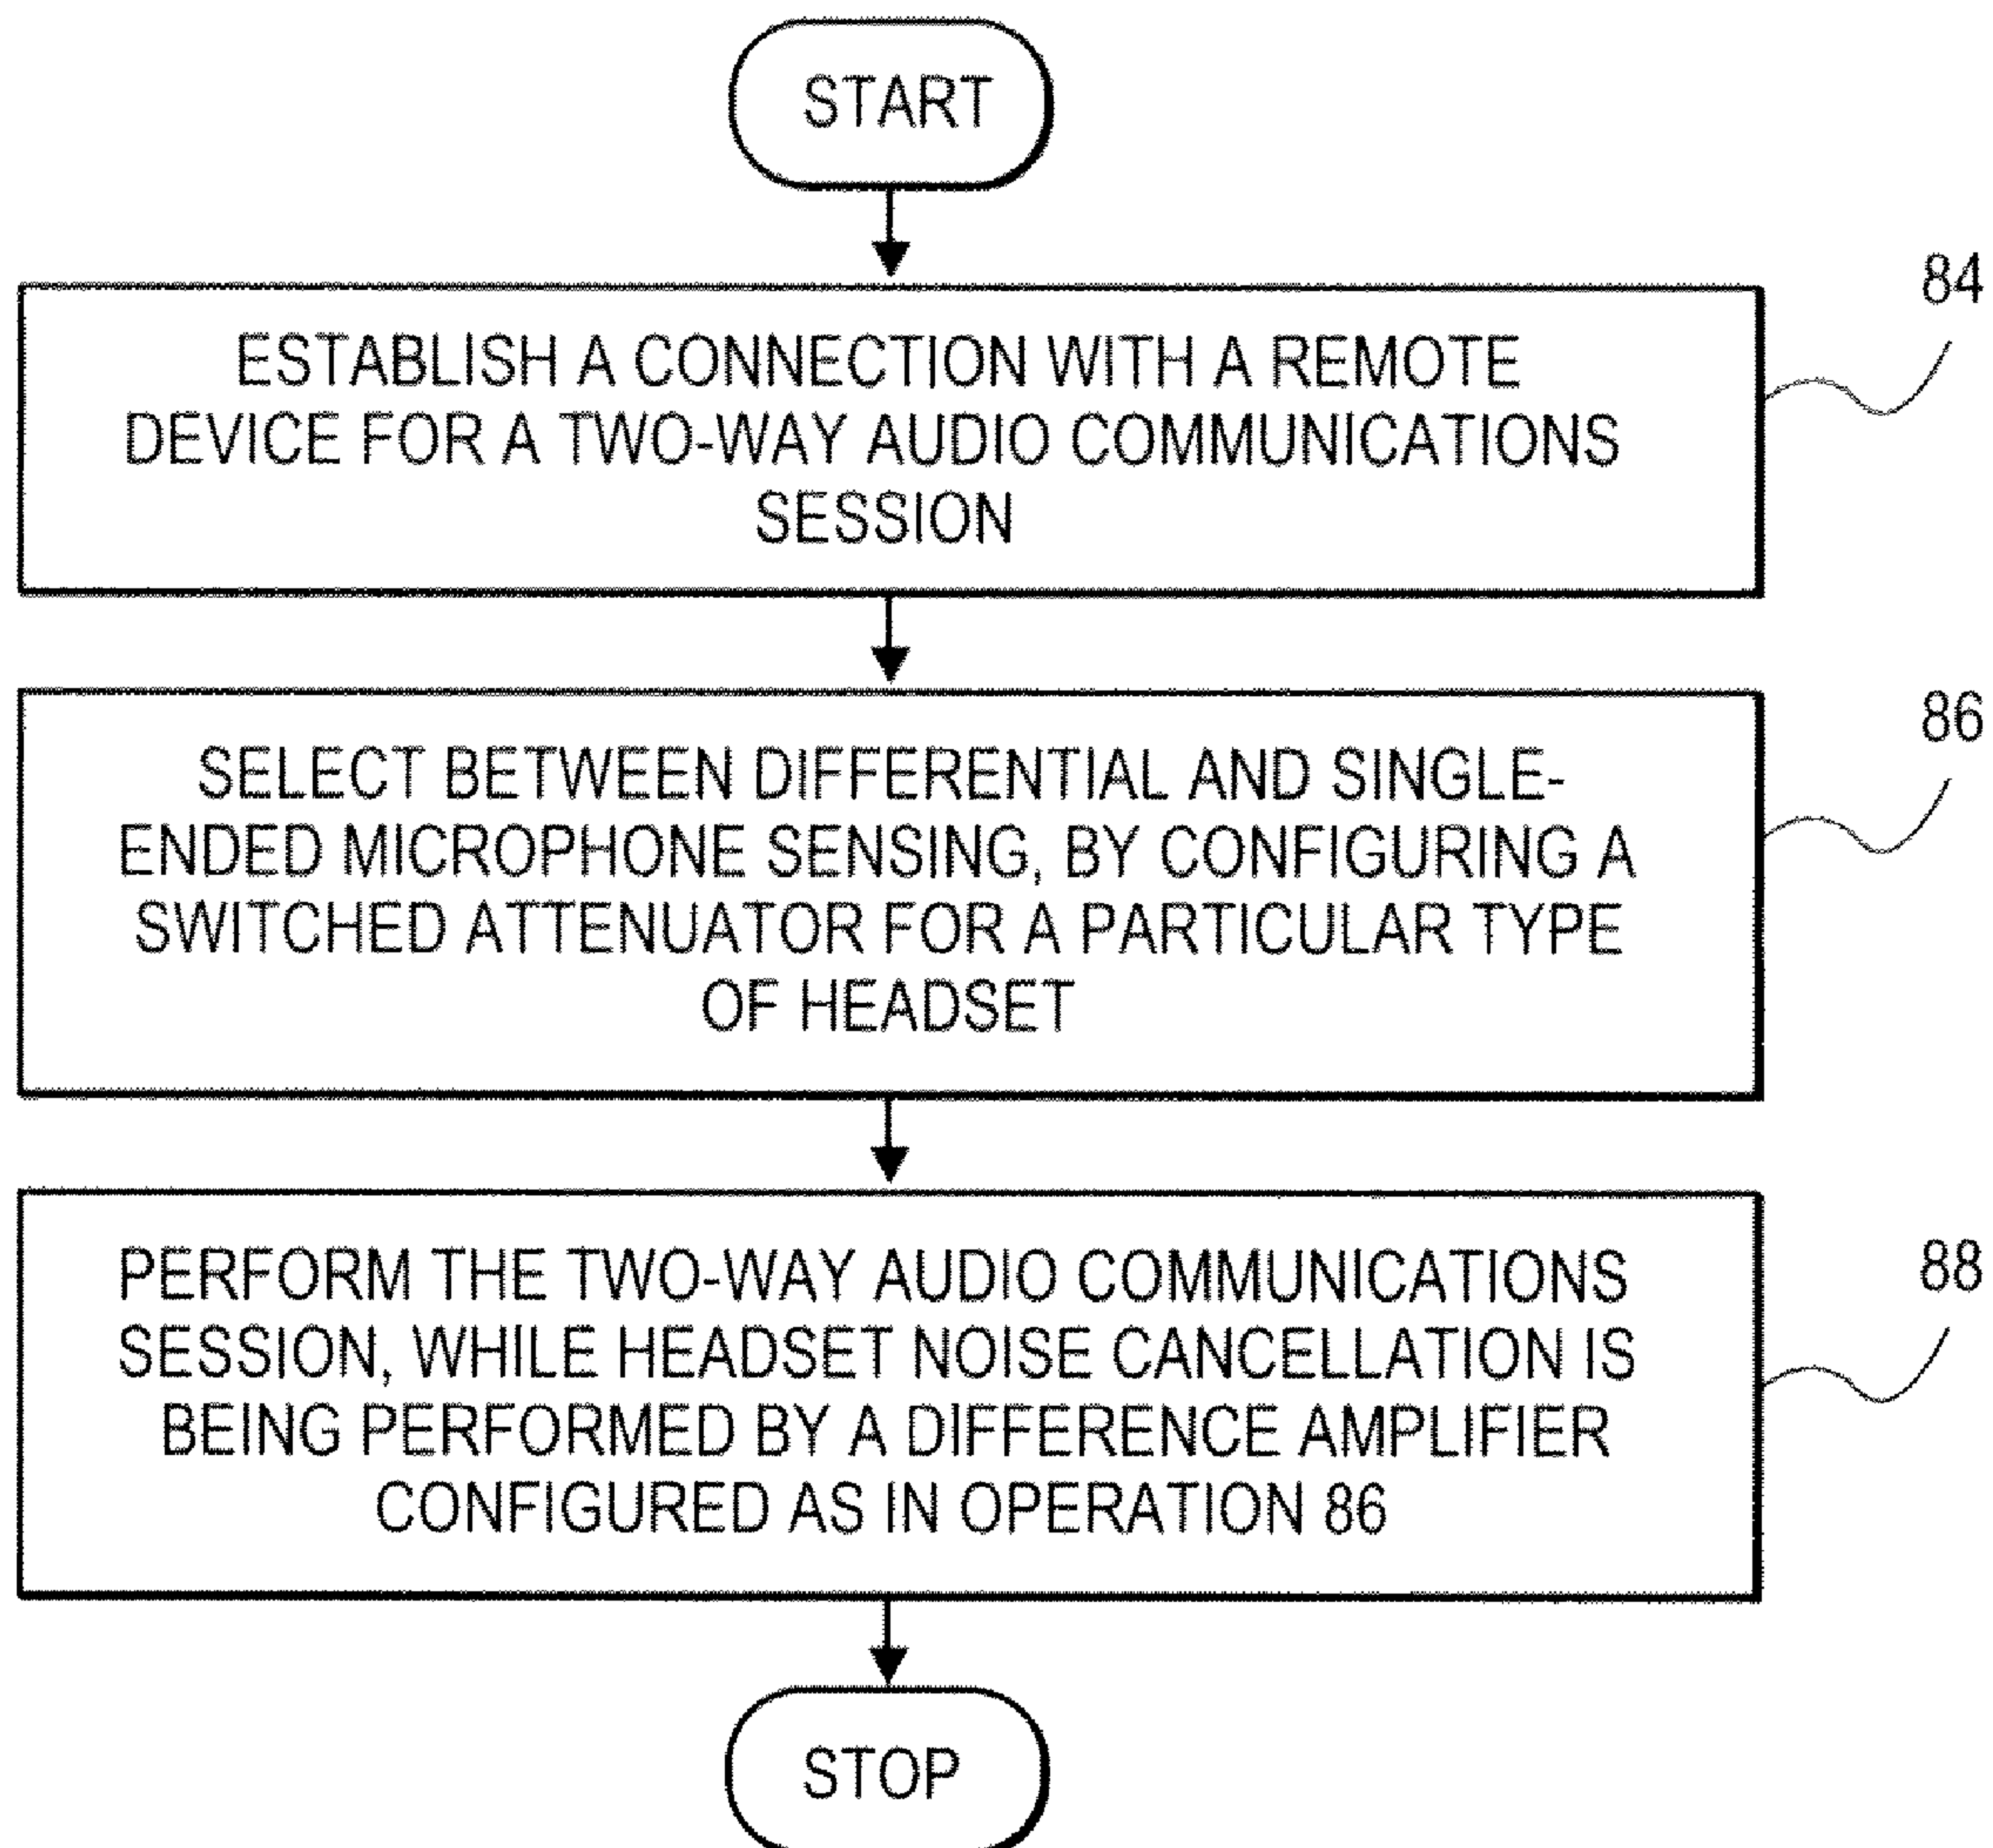 START
84
ESTABLISH A CONNECTION WITH A REMOTE
DEVICE FOR A TWO-WAY AUDIO COMMUNICATIONS
SESSION
86
SELECT BETWEEN DIFFERENTIAL AND SINGLE-
ENDED MICROPHONE SENSING, BY CONFIGURING A
SWITCHED ATTENUATOR FOR A PARTICULAR TYPE
OF HEADSET
88
PERFORM THE TWO-WAY AUDIO COMMUNICATIONS
SESSION, WHILE HEADSET NOISE CANCELLATION IS
BEING PERFORMED BY A DIFFERENCE AMPLIFIER
CONFIGURED AS IN OPERATION 86
STOP